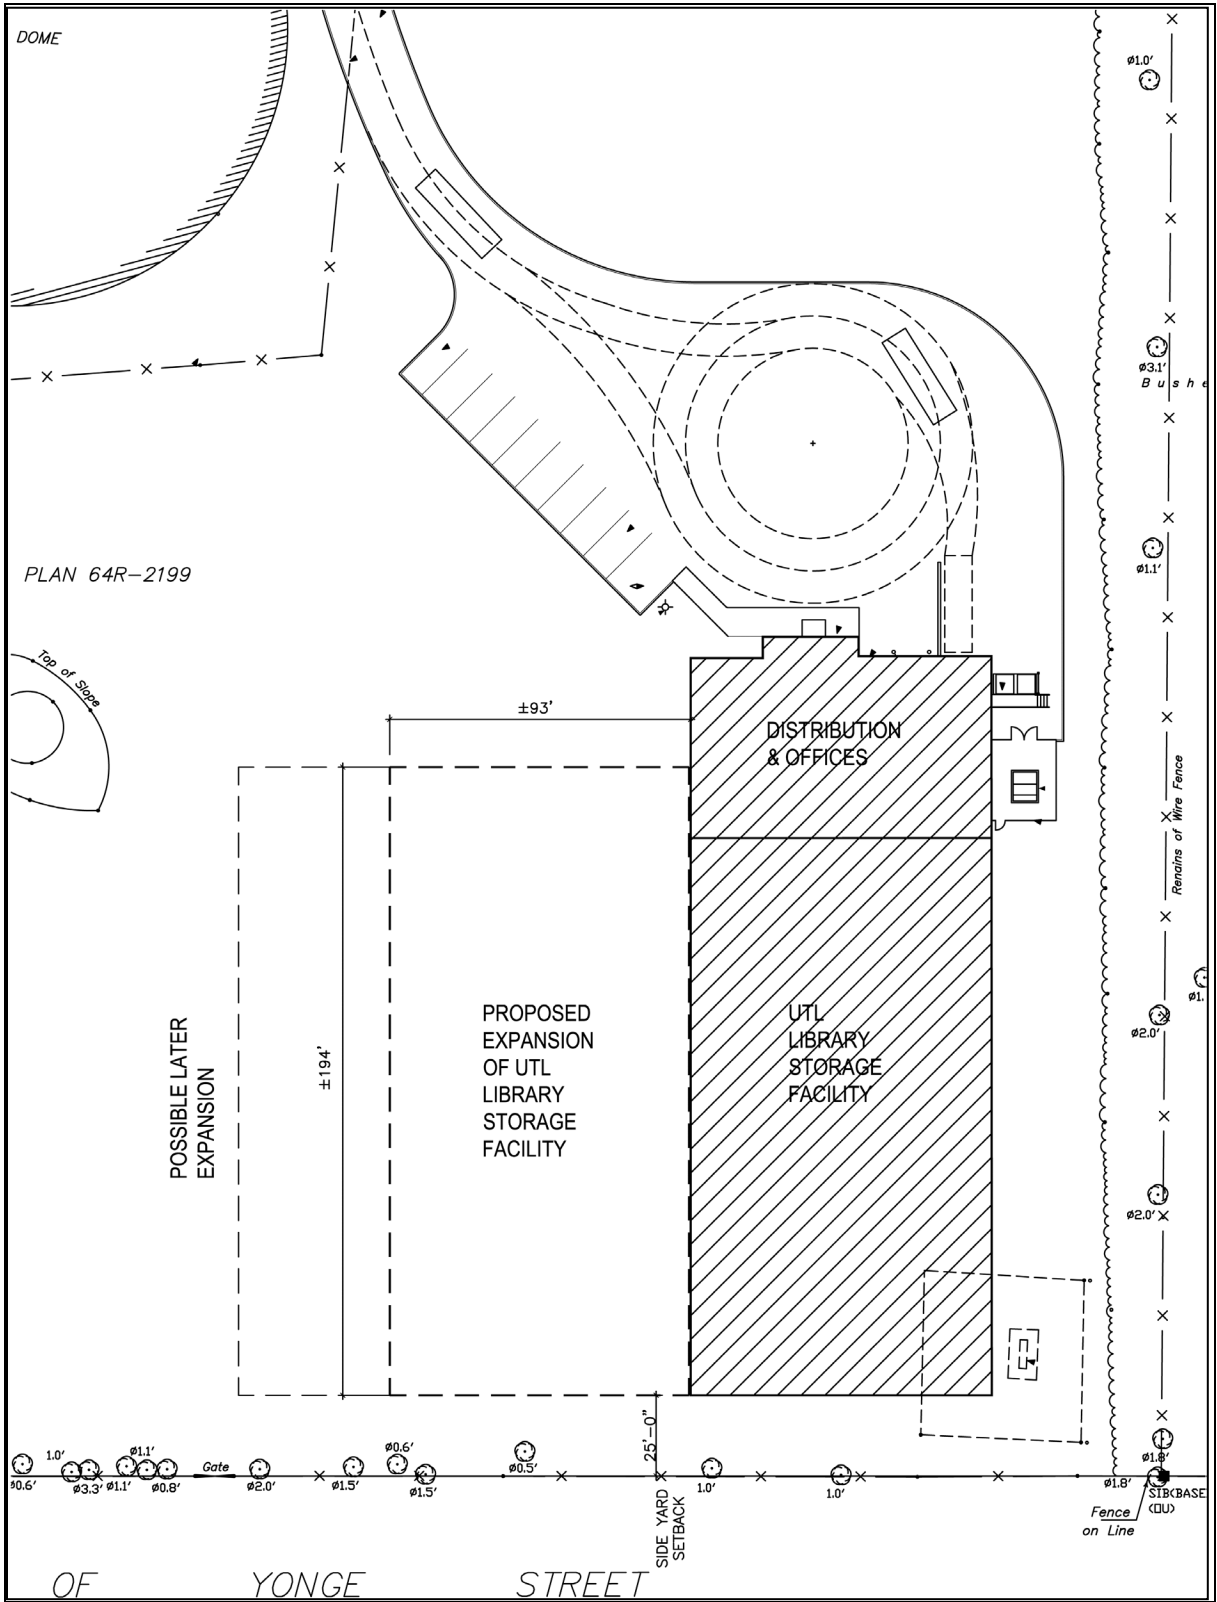 DOME
ø1.0'
ø3.1'
B u s h e
PLAN 64R-2199
ø1.1'
Top of Slope
±93'
DISTRIBUTION
& OFFICES
Remains of Wire Fence
PROPOSED
EXPANSION
OF UTL
LIBRARY
STORAGE
FACILITY
UTL
LIBRARY
STORAGE
FACILITY
POSSIBLE LATER
EXPANSION
±194'
ø1.
ø2.0'
ø2.0'
25'-0"
ø0.6'
1.0'
ø3.3'
ø1.1'
ø1.1'
ø0.8'
Gate
ø2.0'
ø1.5'
ø0.6'
ø1.5'
ø0.5'
SIDE YARD
SETBACK
1.0'
1.0'
ø1.8'
ø1.8'
SIB(BASE
(OU)
Fence
on Line
OF YONGE STREET